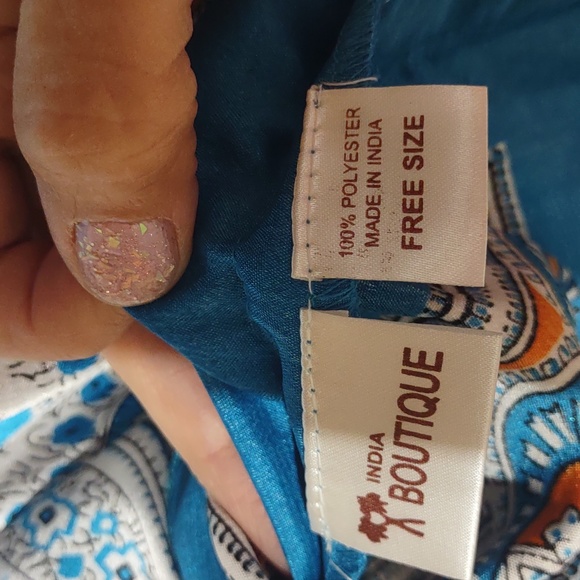 100% POLYESTER
MADE IN INDIA
FREE SIZE
INDIA
BOUTIQUE